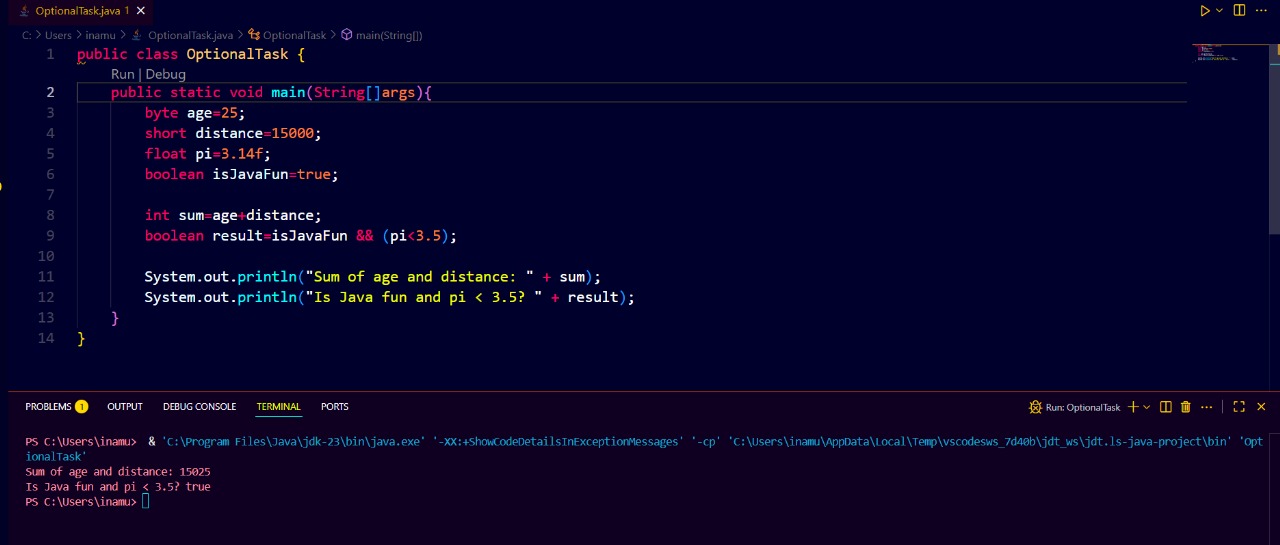 OptionalTask.java 1
C: > Users > inamu > OptionalTask.java > OptionalTask > main(String[])
1 public class OptionalTask {
Run | Debug
2 public static void main(String[]args){
3 byte age=25;
4 short distance=15000;
5 float pi=3.14f;
6 boolean isJavaFun=true;
7
8 int sum=age+distance;
9 boolean result=isJavaFun && (pi<3.5);
10
11 System.out.println("Sum of age and distance: " + sum);
12 System.out.println("Is Java fun and pi < 3.5? " + result);
13 }
14 }
PROBLEMS 1 OUTPUT DEBUG CONSOLE TERMINAL PORTS Run: OptionalTask
PS C:\Users\inamu> & 'C:\Program Files\Java\jdk-23\bin\java.exe' '-XX:+ShowCodeDetailsInExceptionMessages' '-cp' 'C:\Users\inamu\AppData\Local\Temp\vscodesws_7d40b\jdt_ws\jdt.ls-java-project\bin' 'Opt
ionalTask'
Sum of age and distance: 15025
Is Java fun and pi < 3.5? true
PS C:\Users\inamu>